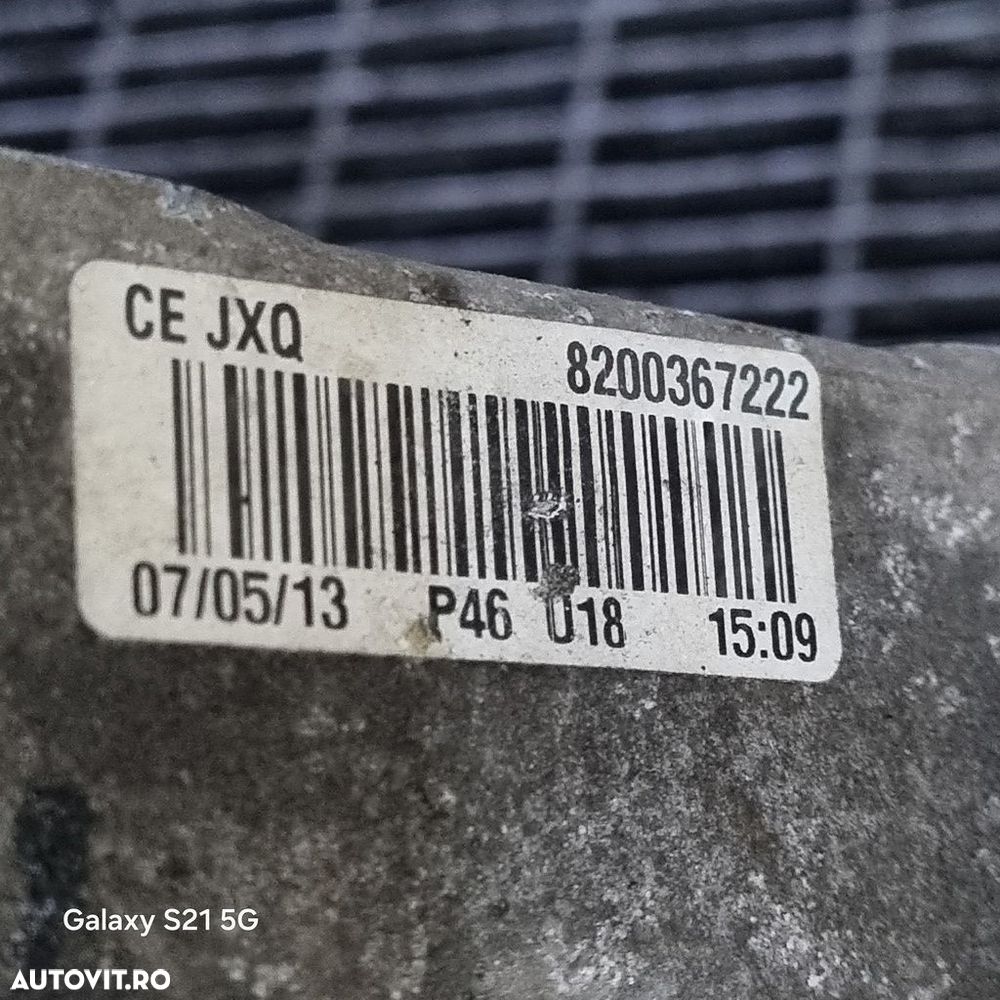 CE JXQ
8200367222
07/05/13 P46 U18 15:09
Galaxy S21 5G
AUTOVIT.RO